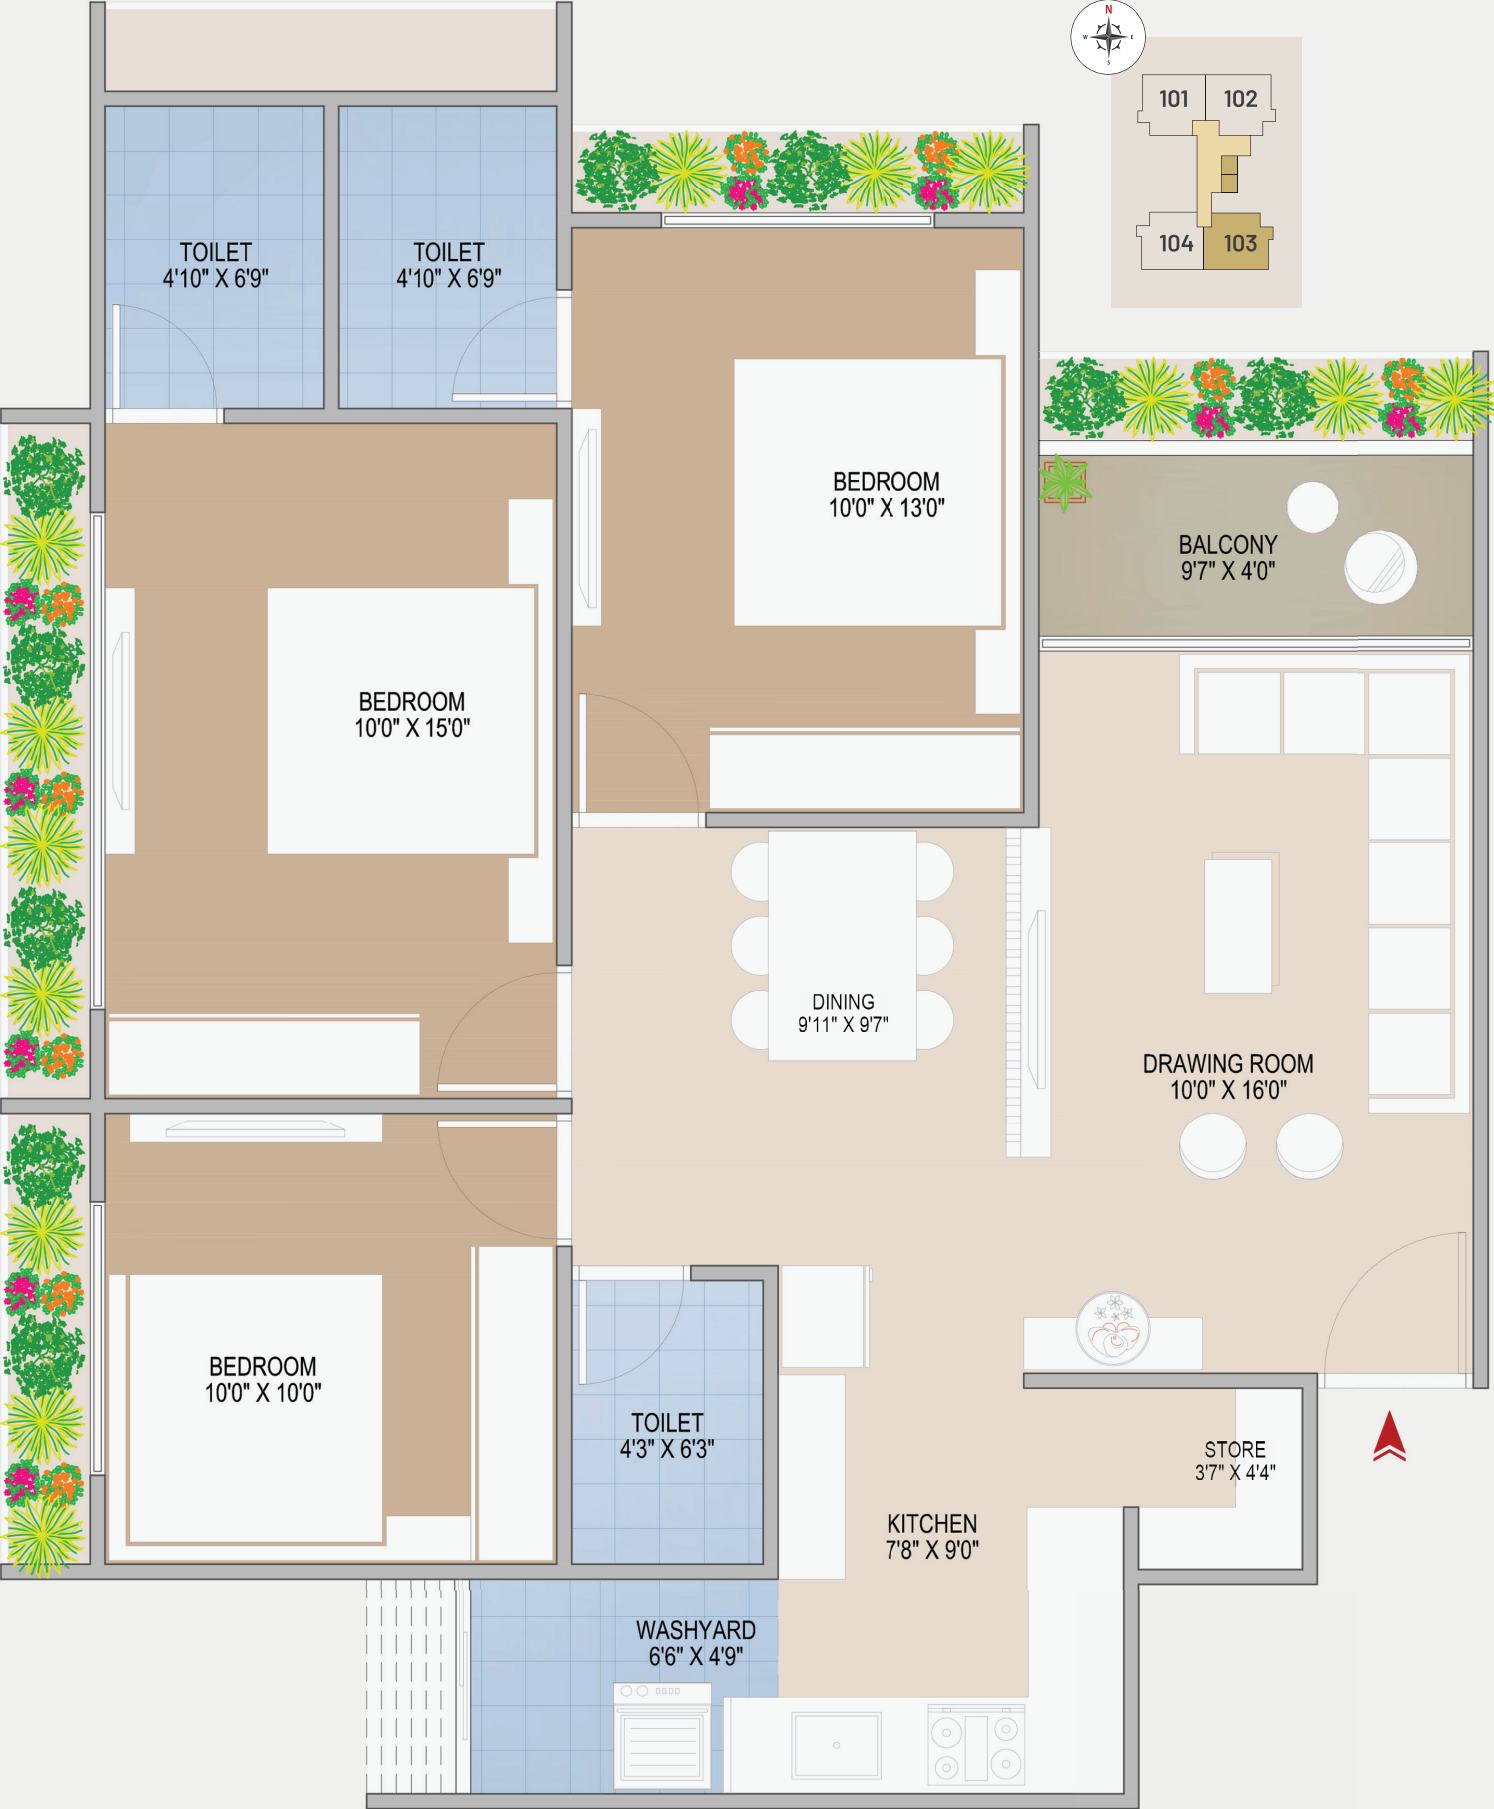 N
W
E
S
101
102
104
103
TOILET
4'10" X 6'9"
TOILET
4'10" X 6'9"
BEDROOM
10'0" X 13'0"
BALCONY
9'7" X 4'0"
BEDROOM
10'0" X 15'0"
DINING
9'11" X 9'7"
DRAWING ROOM
10'0" X 16'0"
BEDROOM
10'0" X 10'0"
TOILET
4'3" X 6'3"
STORE
3'7" X 4'4"
KITCHEN
7'8" X 9'0"
WASHYARD
6'6" X 4'9"